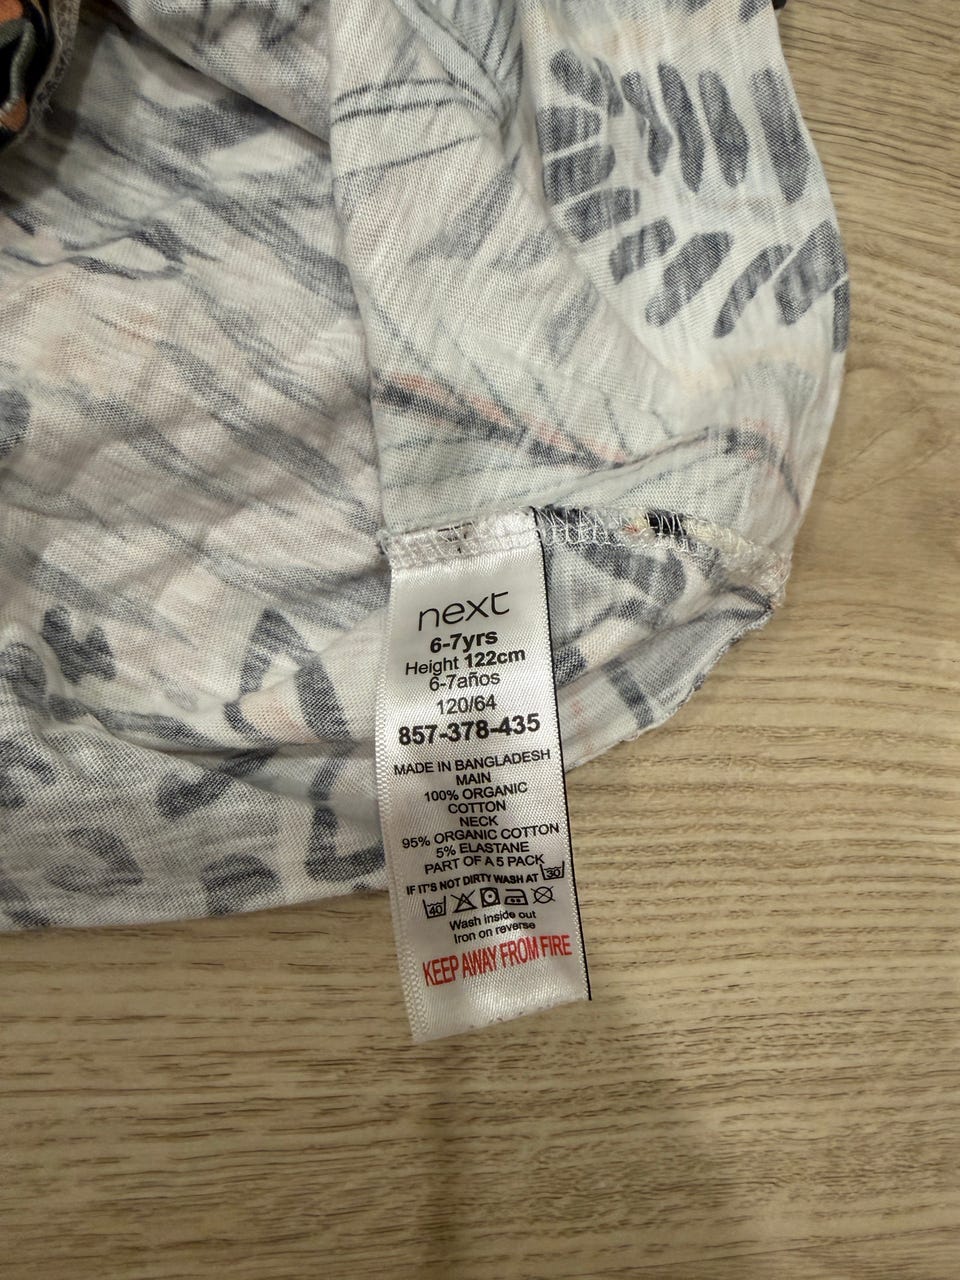 next
6-7yrs
Height 122cm
6-7años
120/64
857-378-435
MADE IN BANGLADESH
MAIN
100% ORGANIC
COTTON
NECK
95% ORGANIC COTTON
5% ELASTANE
PART OF A 5 PACK
IF IT'S NOT DIRTY WASH AT 30
40
Wash inside out
Iron on reverse
KEEP AWAY FROM FIRE